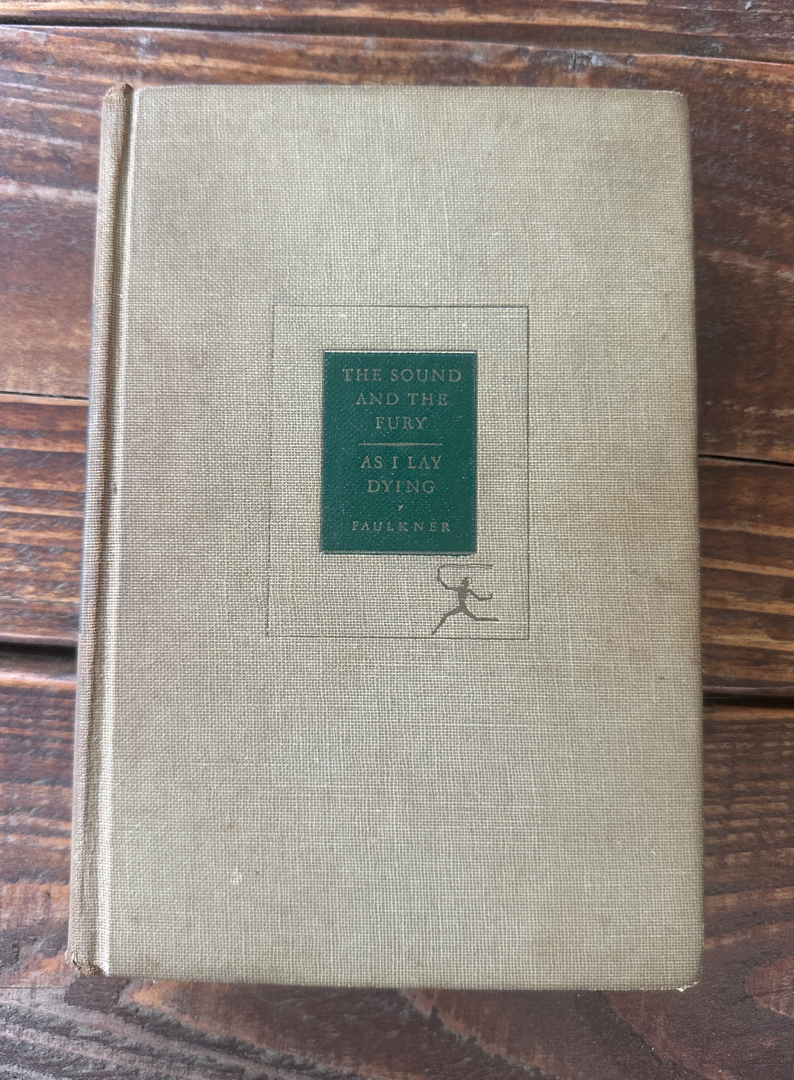 THE SOUND
AND THE
FURY
AS I LAY
DYING
FAULKNER